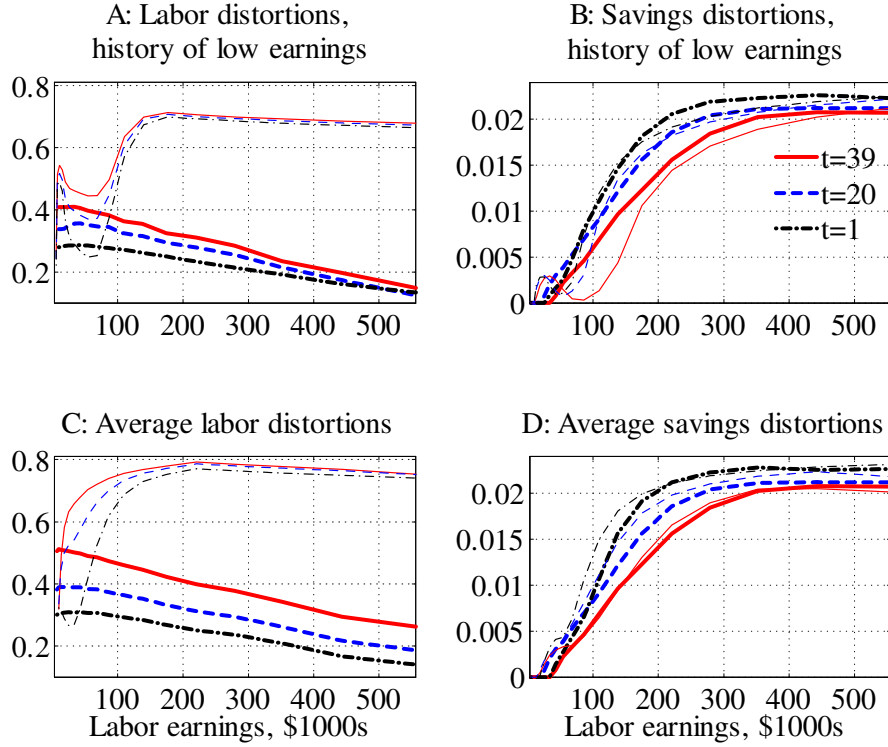 A: Labor distortions,
history of low earnings
0.8
0.6
0.4
0.2
100 200 300 400 500
B: Savings distortions,
history of low earnings
0.02
0.015
0.01
0.005
0
t=39
t=20
t=1
100 200 300 400 500
C: Average labor distortions
0.8
0.6
0.4
0.2
100 200 300 400 500
Labor earnings, $1000s
D: Average savings distortions
0.02
0.015
0.01
0.005
0
100 200 300 400 500
Labor earnings, $1000s